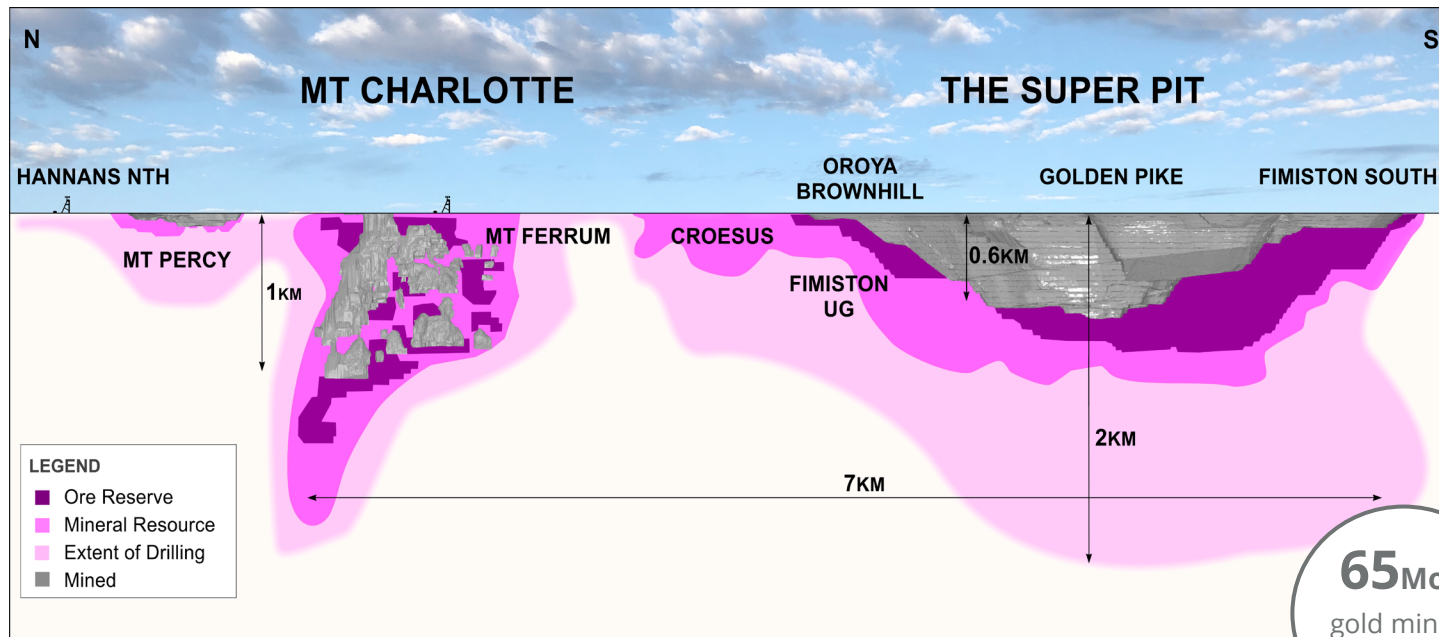 N
S
MT CHARLOTTE
THE SUPER PIT
HANNANS NTH
OROYA
BROWNHILL
GOLDEN PIKE
FIMISTON SOUTH
MT PERCY
MT FERRUM
CROESUS
0.6KM
1KM
FIMISTON
UG
2KM
7KM
LEGEND
Ore Reserve
Mineral Resource
Extent of Drilling
Mined
65
gold